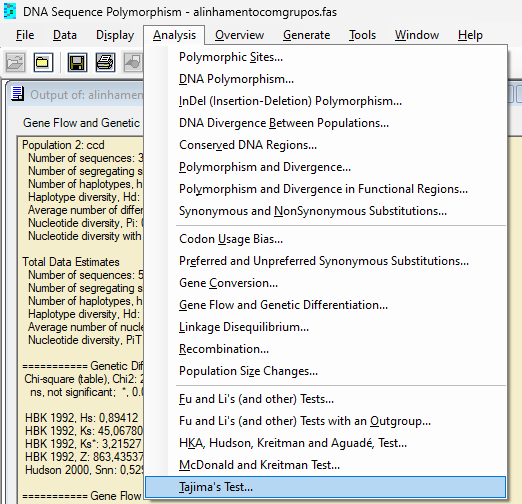 DNA Sequence Polymorphism - alinhamentocomgrupos.fas
File Data Display Analysis Overview Generate Tools Window Help
Output of: alinhamen
Gene Flow and Genetic
Population 2: ccd
Number of sequences: 3
Number of segregating s
Number of haplotypes, h
Haplotype diversity, Hd:
Average number of differ
Nucleotide diversity, Pi: 
Nucleotide diversity with
Total Data Estimates
Number of sequences: 5
Number of segregating s
Number of haplotypes, h
Haplotype diversity, Hd:
Average number of nucle
Nucleotide diversity, PiT
=========== Genetic Dif
Chi-square (table), Chi2: 2
ns, not significant; *, 0.0
HBK 1992, Hs: 0,89412
HBK 1992, Ks: 45,06780
HBK 1992, Ks*: 3,21527
HBK 1992, Z: 863,43537
Hudson 2000, Snn: 0,529
=========== Gene Flow
Polymorphic Sites...
DNA Polymorphism...
InDel (Insertion-Deletion) Polymorphism...
DNA Divergence Between Populations...
Conserved DNA Regions...
Polymorphism and Divergence...
Polymorphism and Divergence in Functional Regions...
Synonymous and NonSynonymous Substitutions...
Codon Usage Bias...
Preferred and Unpreferred Synonymous Substitutions...
Gene Conversion...
Gene Flow and Genetic Differentiation...
Linkage Disequilibrium...
Recombination...
Population Size Changes...
Fu and Li's (and other) Tests...
Fu and Li's (and other) Tests with an Outgroup...
HKA, Hudson, Kreitman and Aguadé, Test...
McDonald and Kreitman Test...
Tajima's Test...